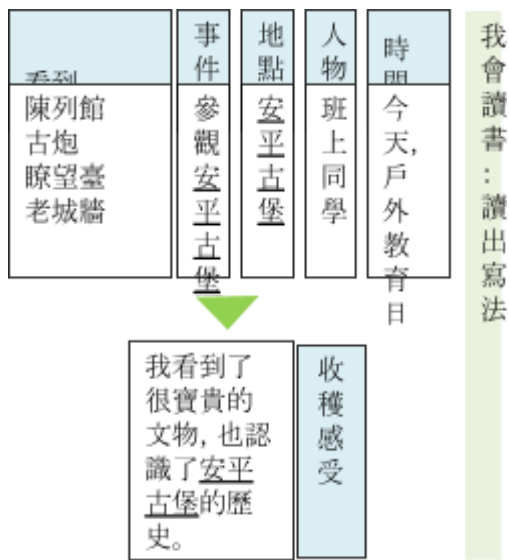 我會讀書:讀出寫法
時間
今天,戶外教育日
人物
班上同學
地點
安平古堡
事件
參觀安平古堡
看到
陳列館
古炮
瞭望臺
老城牆
收穫感受
我看到了
很寶貴的
文物,也認
識了安平
古堡的歷
史。